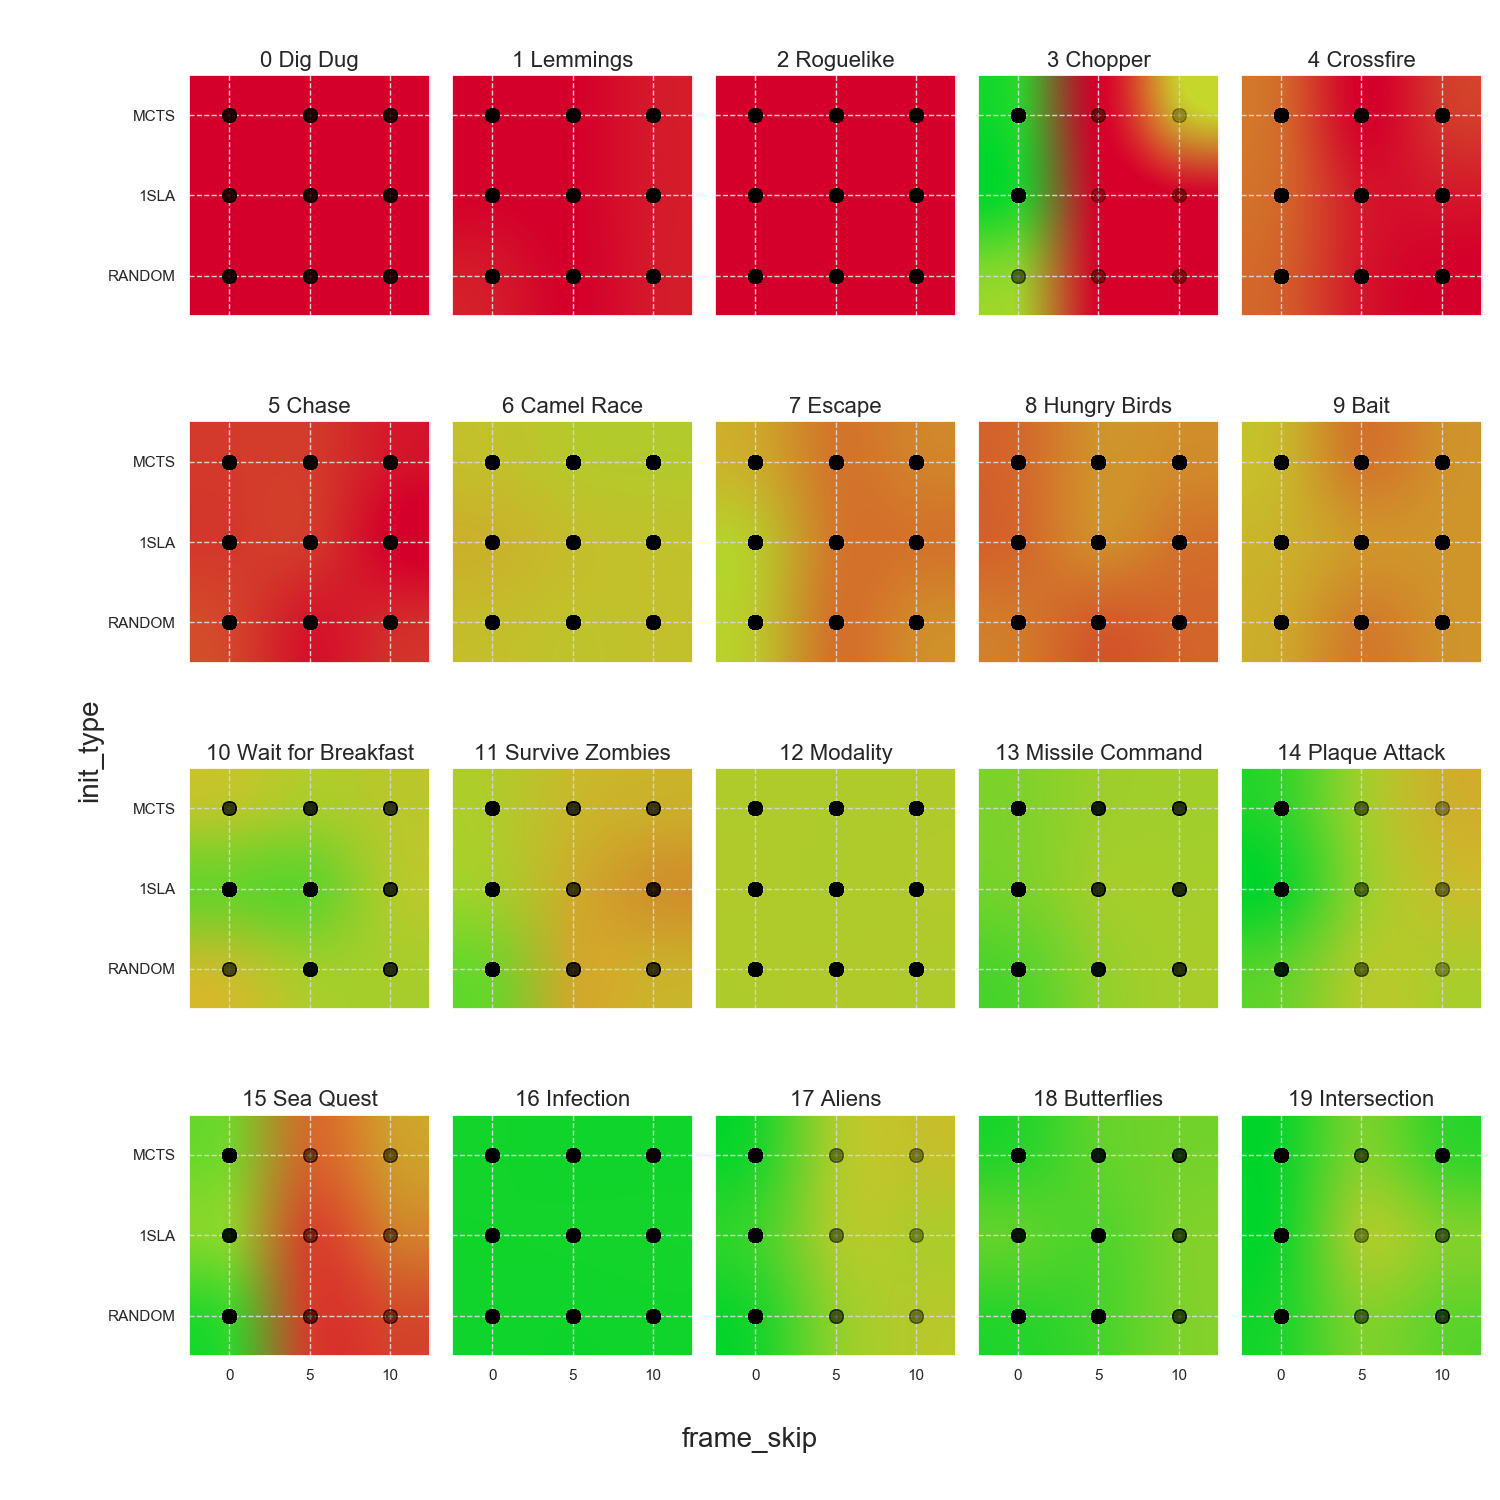 0 Dig Dug
1 Lemmings
2 Roguelike
3 Chopper
4 Crossfire
MCTS
1SLA
RANDOM
5 Chase
6 Camel Race
7 Escape
8 Hungry Birds
9 Bait
MCTS
1SLA
RANDOM
init_type
10 Wait for Breakfast
11 Survive Zombies
12 Modality
13 Missile Command
14 Plaque Attack
MCTS
1SLA
RANDOM
15 Sea Quest
16 Infection
17 Aliens
18 Butterflies
19 Intersection
MCTS
1SLA
RANDOM
0 5 10
0 5 10
0 5 10
0 5 10
0 5 10
frame_skip